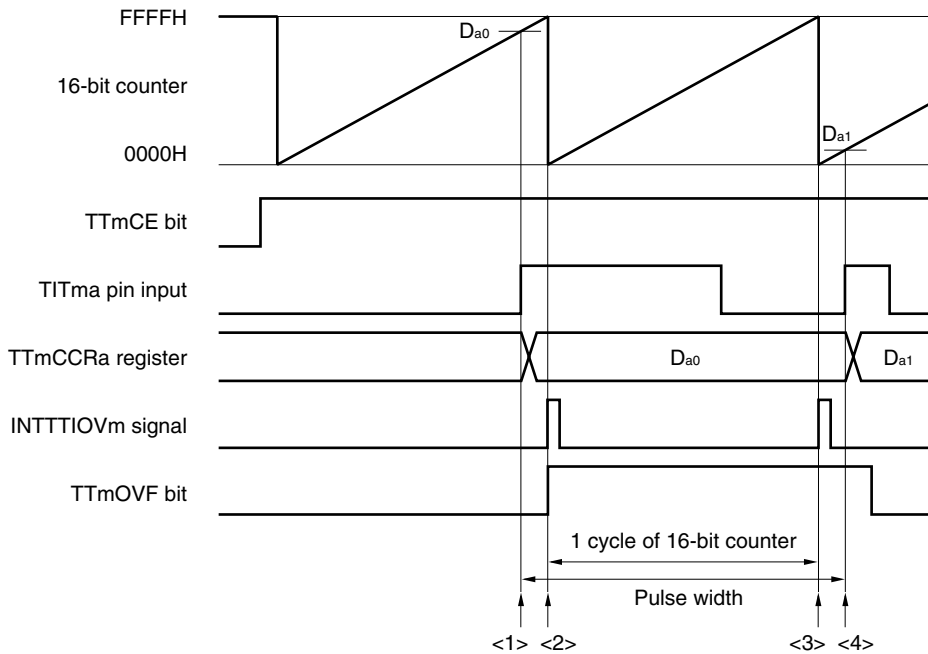 FFFFH
Da0
16-bit counter
Da1
0000H
TTmCE bit
TITma pin input
TTmCCRa register
Da0
Da1
INTTTIOVm signal
TTmOVF bit
1 cycle of 16-bit counter
Pulse width
<1> <2> <3> <4>